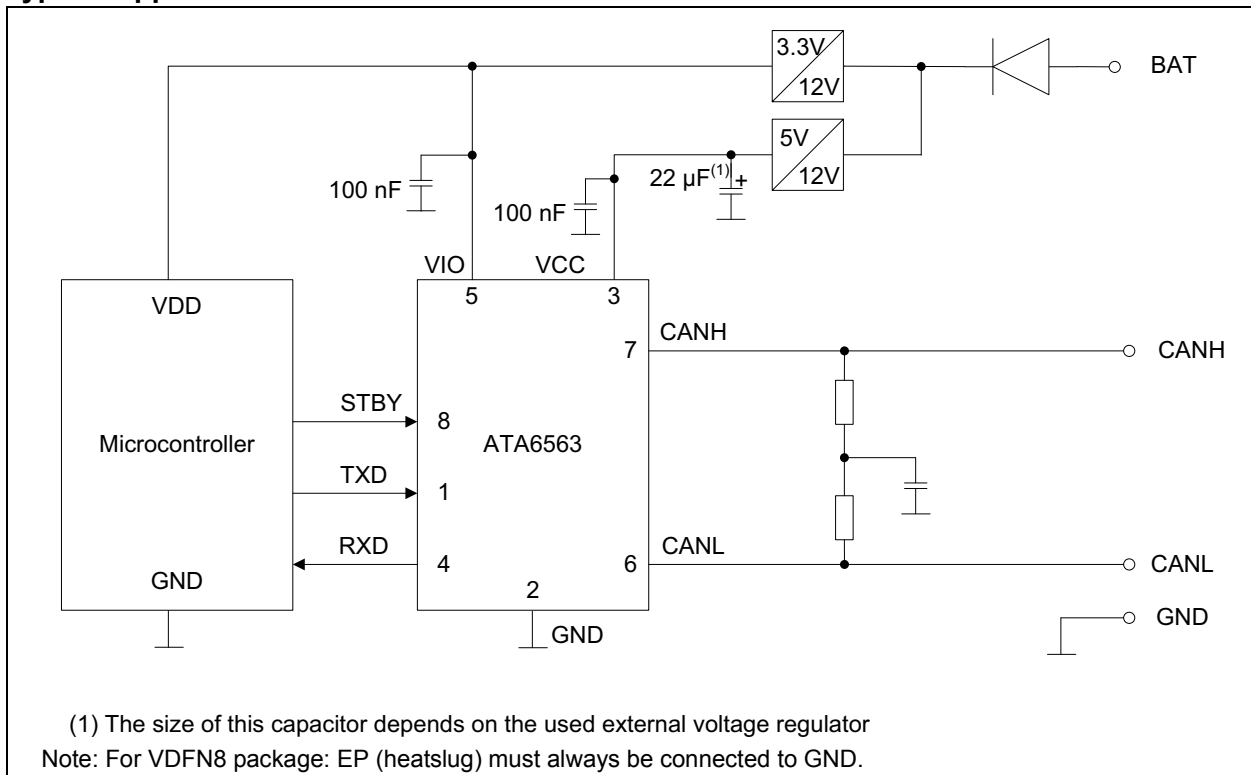 3.3V
12V
BAT
5V
12V
22 µF(1)
+
100 nF
100 nF
VIO
VCC
5
3
VDD
CANH
7
CANH
STBY
8
Microcontroller
ATA6563
TXD
1
RXD
4
CANL
6
CANL
GND
2
GND
GND
(1) The size of this capacitor depends on the used external voltage regulator
Note: For VDFN8 package: EP (heatslug) must always be connected to GND.